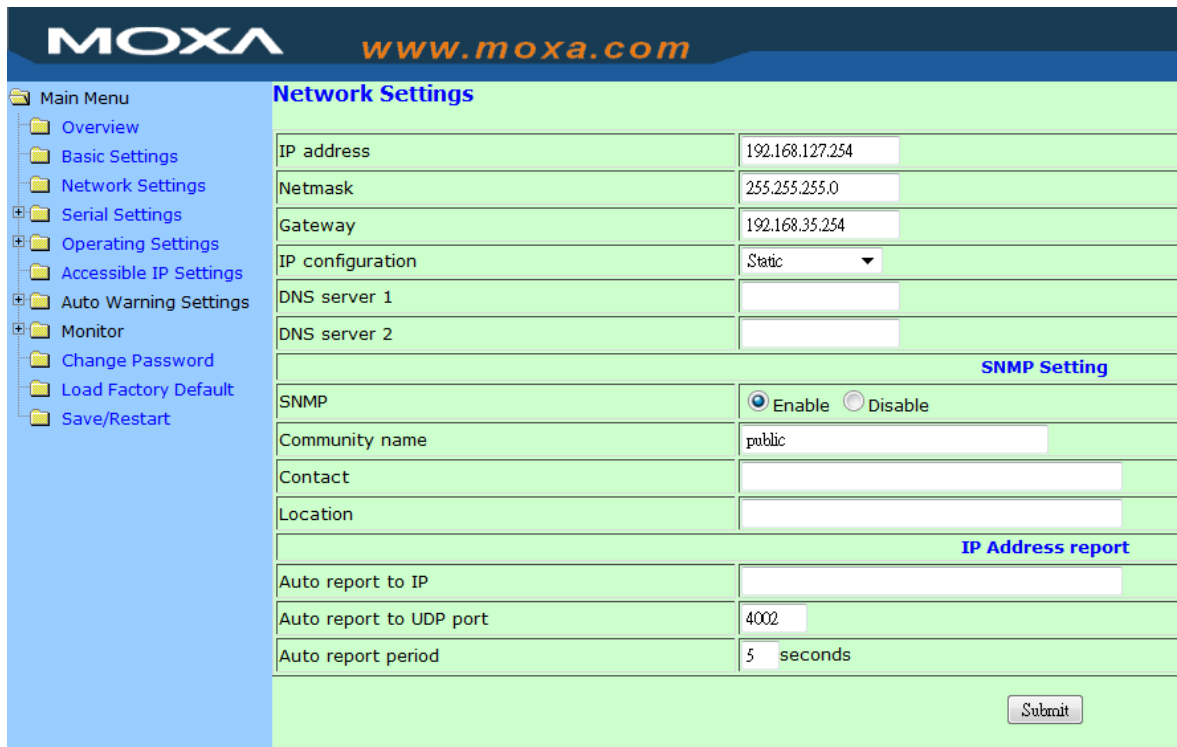 MOXA
www.moxa.com
Main Menu
Overview
Basic Settings
Network Settings
Serial Settings
Operating Settings
Accessible IP Settings
Auto Warning Settings
Monitor
Change Password
Load Factory Default
Save/Restart
Network Settings
IP address 192.168.127.254
Netmask 255.255.255.0
Gateway 192.168.35.254
IP configuration Static
DNS server 1
DNS server 2
SNMP Setting
SNMP Enable Disable
Community name public
Contact
Location
IP Address report
Auto report to IP
Auto report to UDP port 4002
Auto report period 5 seconds
Submit